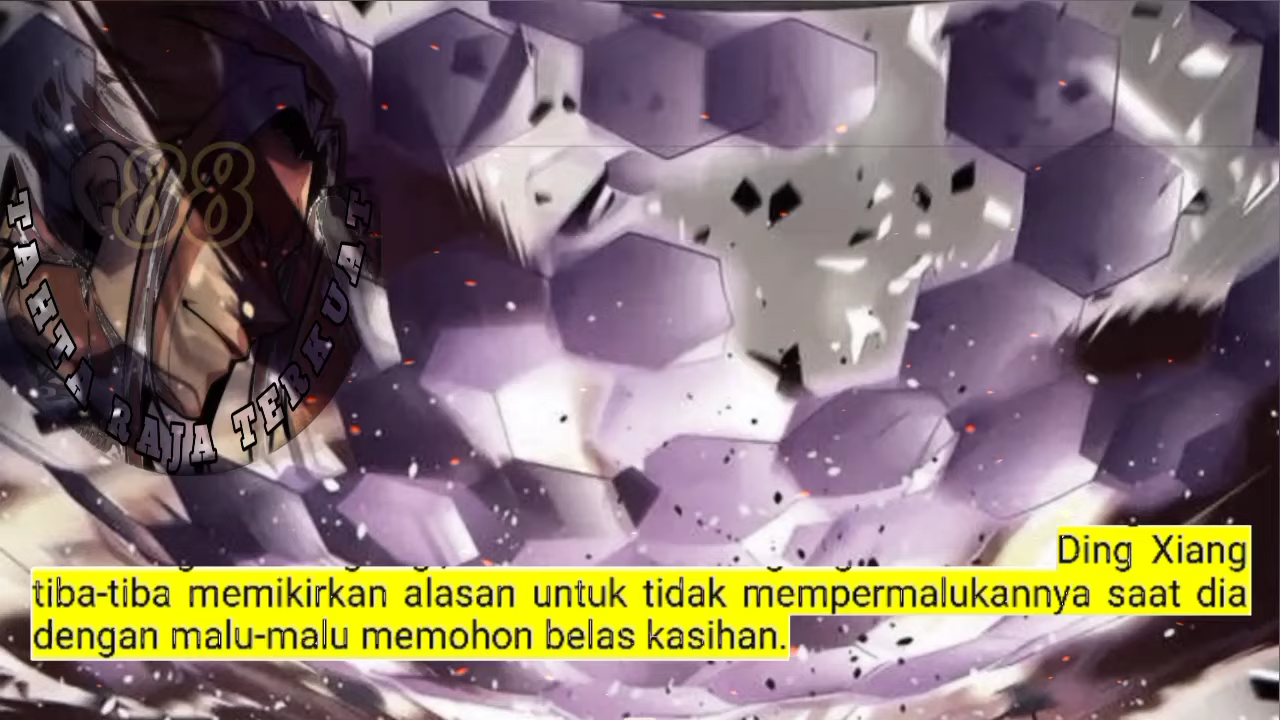 88
TAHTA RAJA TERKUAT
Ding Xiang
tiba-tiba memikirkan alasan untuk tidak mempermalukannya saat dia
dengan malu-malu memohon belas kasihan.